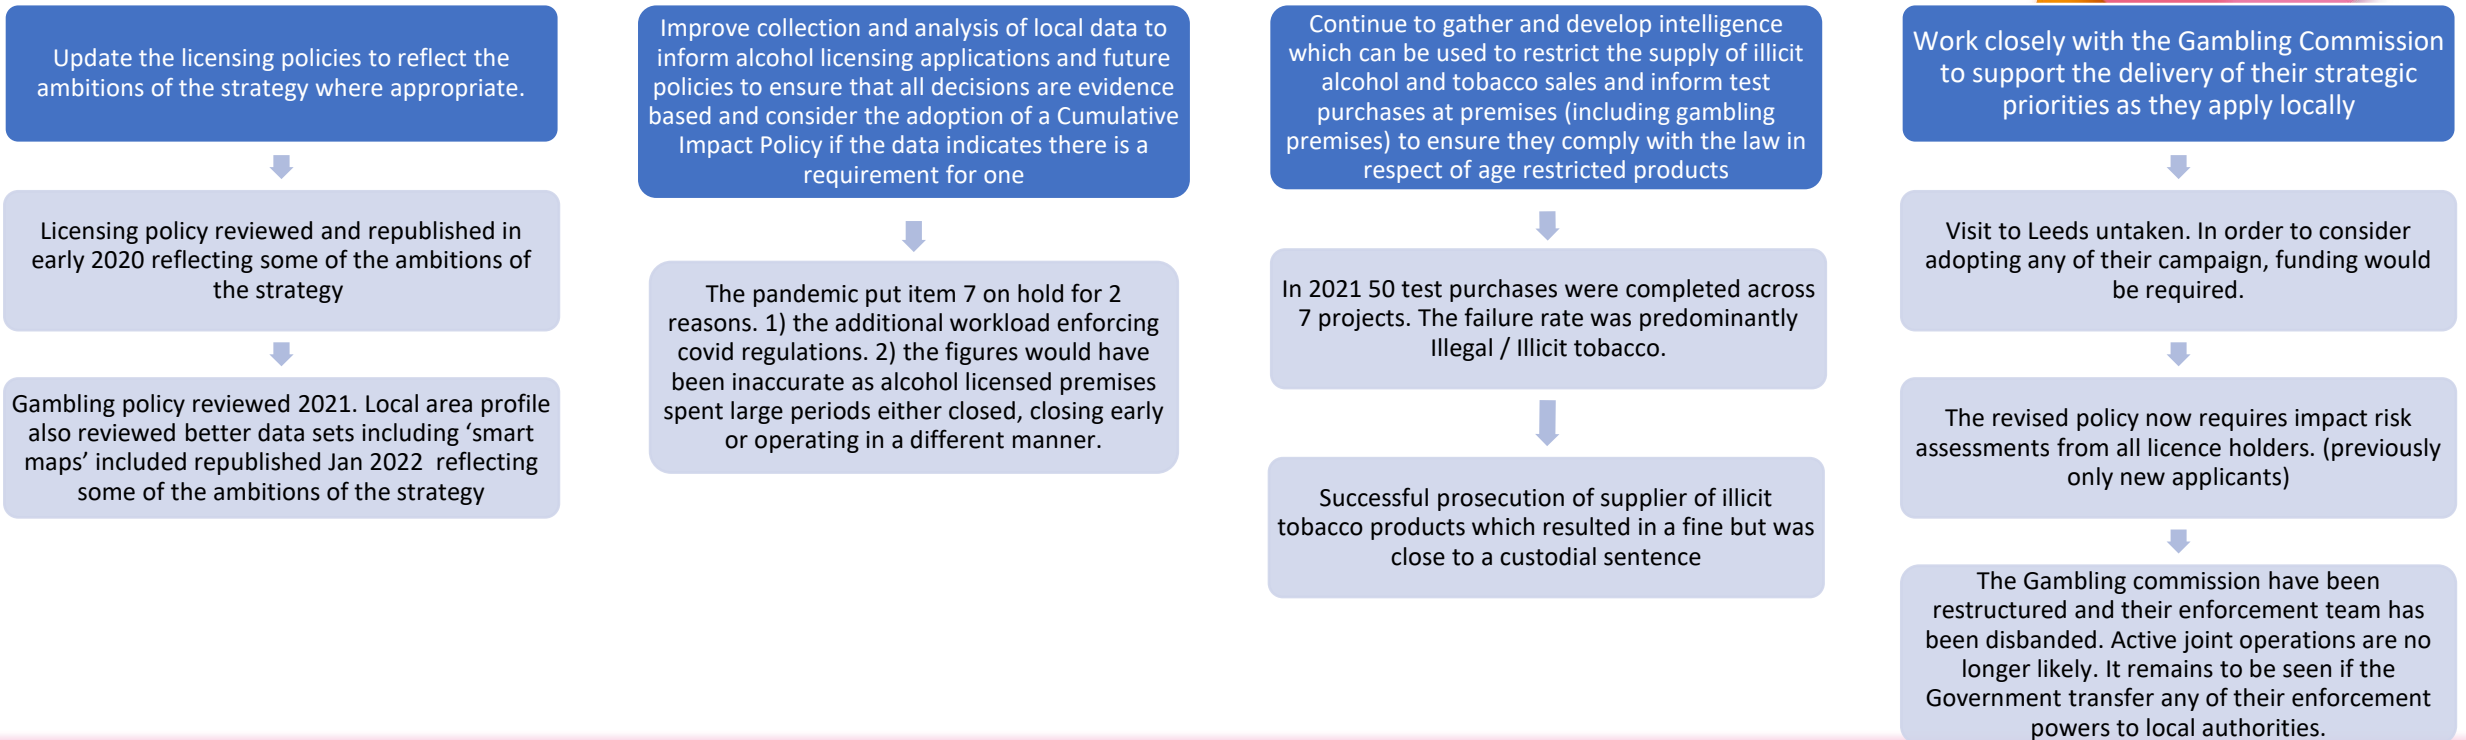 Update the licensing policies to reflect the
ambitions of the strategy where appropriate.
Licensing policy reviewed and republished in
early 2020 reflecting some of the ambitions of
the strategy
Gambling policy reviewed 2021. Local area profile
also reviewed better data sets including ‘smart
maps’ included republished Jan 2022 reflecting
some of the ambitions of the strategy
Improve collection and analysis of local data to
inform alcohol licensing applications and future
policies to ensure that all decisions are evidence
based and consider the adoption of a Cumulative
Impact Policy if the data indicates there is a
requirement for one
The pandemic put item 7 on hold for 2
reasons. 1) the additional workload enforcing
covid regulations. 2) the figures would have
been inaccurate as alcohol licensed premises
spent large periods either closed, closing early
or operating in a different manner.
Continue to gather and develop intelligence
which can be used to restrict the supply of illicit
alcohol and tobacco sales and inform test
purchases at premises (including gambling
premises) to ensure they comply with the law in
respect of age restricted products
In 2021 50 test purchases were completed across
7 projects. The failure rate was predominantly
Illegal / Illicit tobacco.
Successful prosecution of supplier of illicit
tobacco products which resulted in a fine but was
close to a custodial sentence
Work closely with the Gambling Commission
to support the delivery of their strategic
priorities as they apply locally
Visit to Leeds untaken. In order to consider
adopting any of their campaign, funding would
be required.
The revised policy now requires impact risk
assessments from all licence holders. (previously
only new applicants)
The Gambling commission have been
restructured and their enforcement team has
been disbanded. Active joint operations are no
longer likely. It remains to be seen if the
Government transfer any of their enforcement
powers to local authorities.